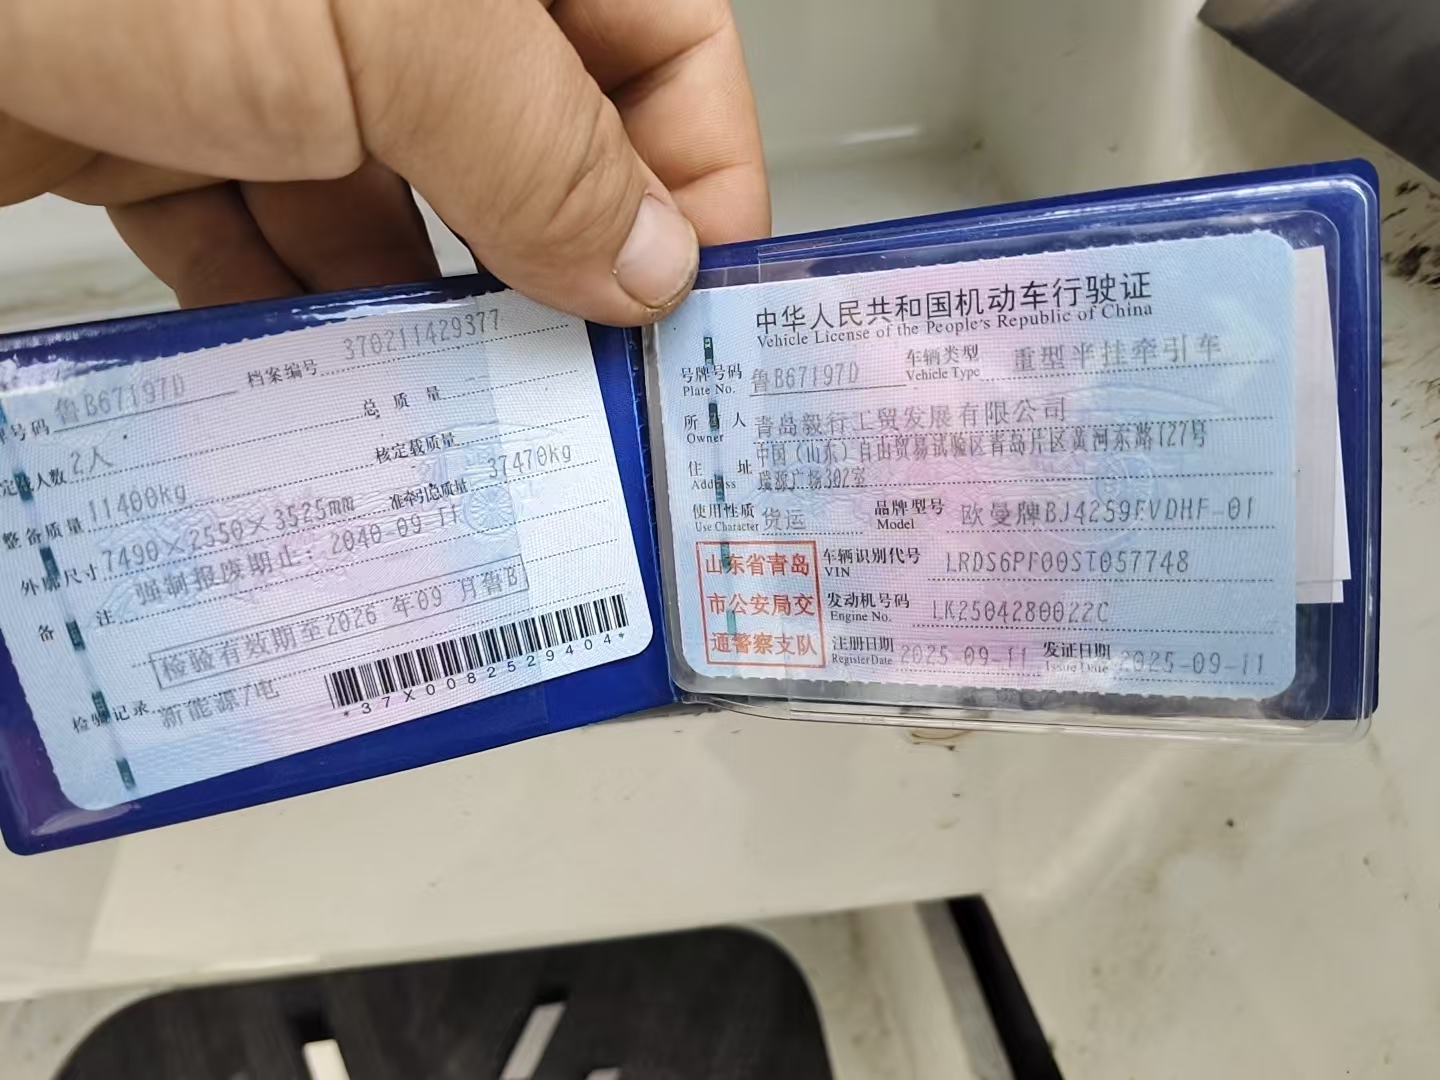 号码 鲁B67197D 档案编号 370211429377
人数 2人 总质量
整备质量 11400kg 核定载质量
外廓尺寸 7490×2550×3525mm 准牵引总质量 37470kg
备注 强制报废期止：2040-09-11
检验有效期至2026年09月鲁B
检验记录 新能源/电
*37X0082529404*
中华人民共和国机动车行驶证
Vehicle License of the People's Republic of China
号牌号码 鲁B67197D 车辆类型 重型半挂牵引车
Plate No. Vehicle Type
所有人 青岛毅行工贸发展有限公司
Owner
住址 中国（山东）自由贸易试验区青岛片区黄河东路127号
Address 瑞源广场302室
使用性质 货运 品牌型号 欧曼牌BJ4259EVDHF-01
Use Character Model
山东省青岛
市公安局交
通警察支队
车辆识别代号 LRDS6PF00ST057748
VIN
发动机号码 LK2504280022C
Engine No.
注册日期 2025-09-11 发证日期 2025-09-11
Register Date Issue Date